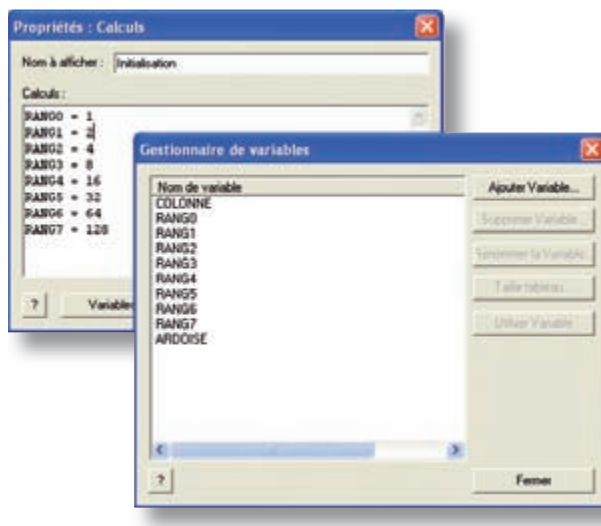 Propriétés : Calculs
Nom à afficher : Initialisation
Calculs :
RANG0 = 1
RANG1 = 2
RANG2 = 4
RANG3 = 8
RANG4 = 16
RANG5 = 32
RANG6 = 64
RANG7 = 128
? Variables
Gestionnaire de variables
Nom de variable
COLONNE
RANG0
RANG1
RANG2
RANG3
RANG4
RANG5
RANG6
RANG7
ARDOISE
Ajouter Variable...
Supprimer Variable...
Renommer la Variable...
Taille tableau...
Utiliser Variable
? Fermer